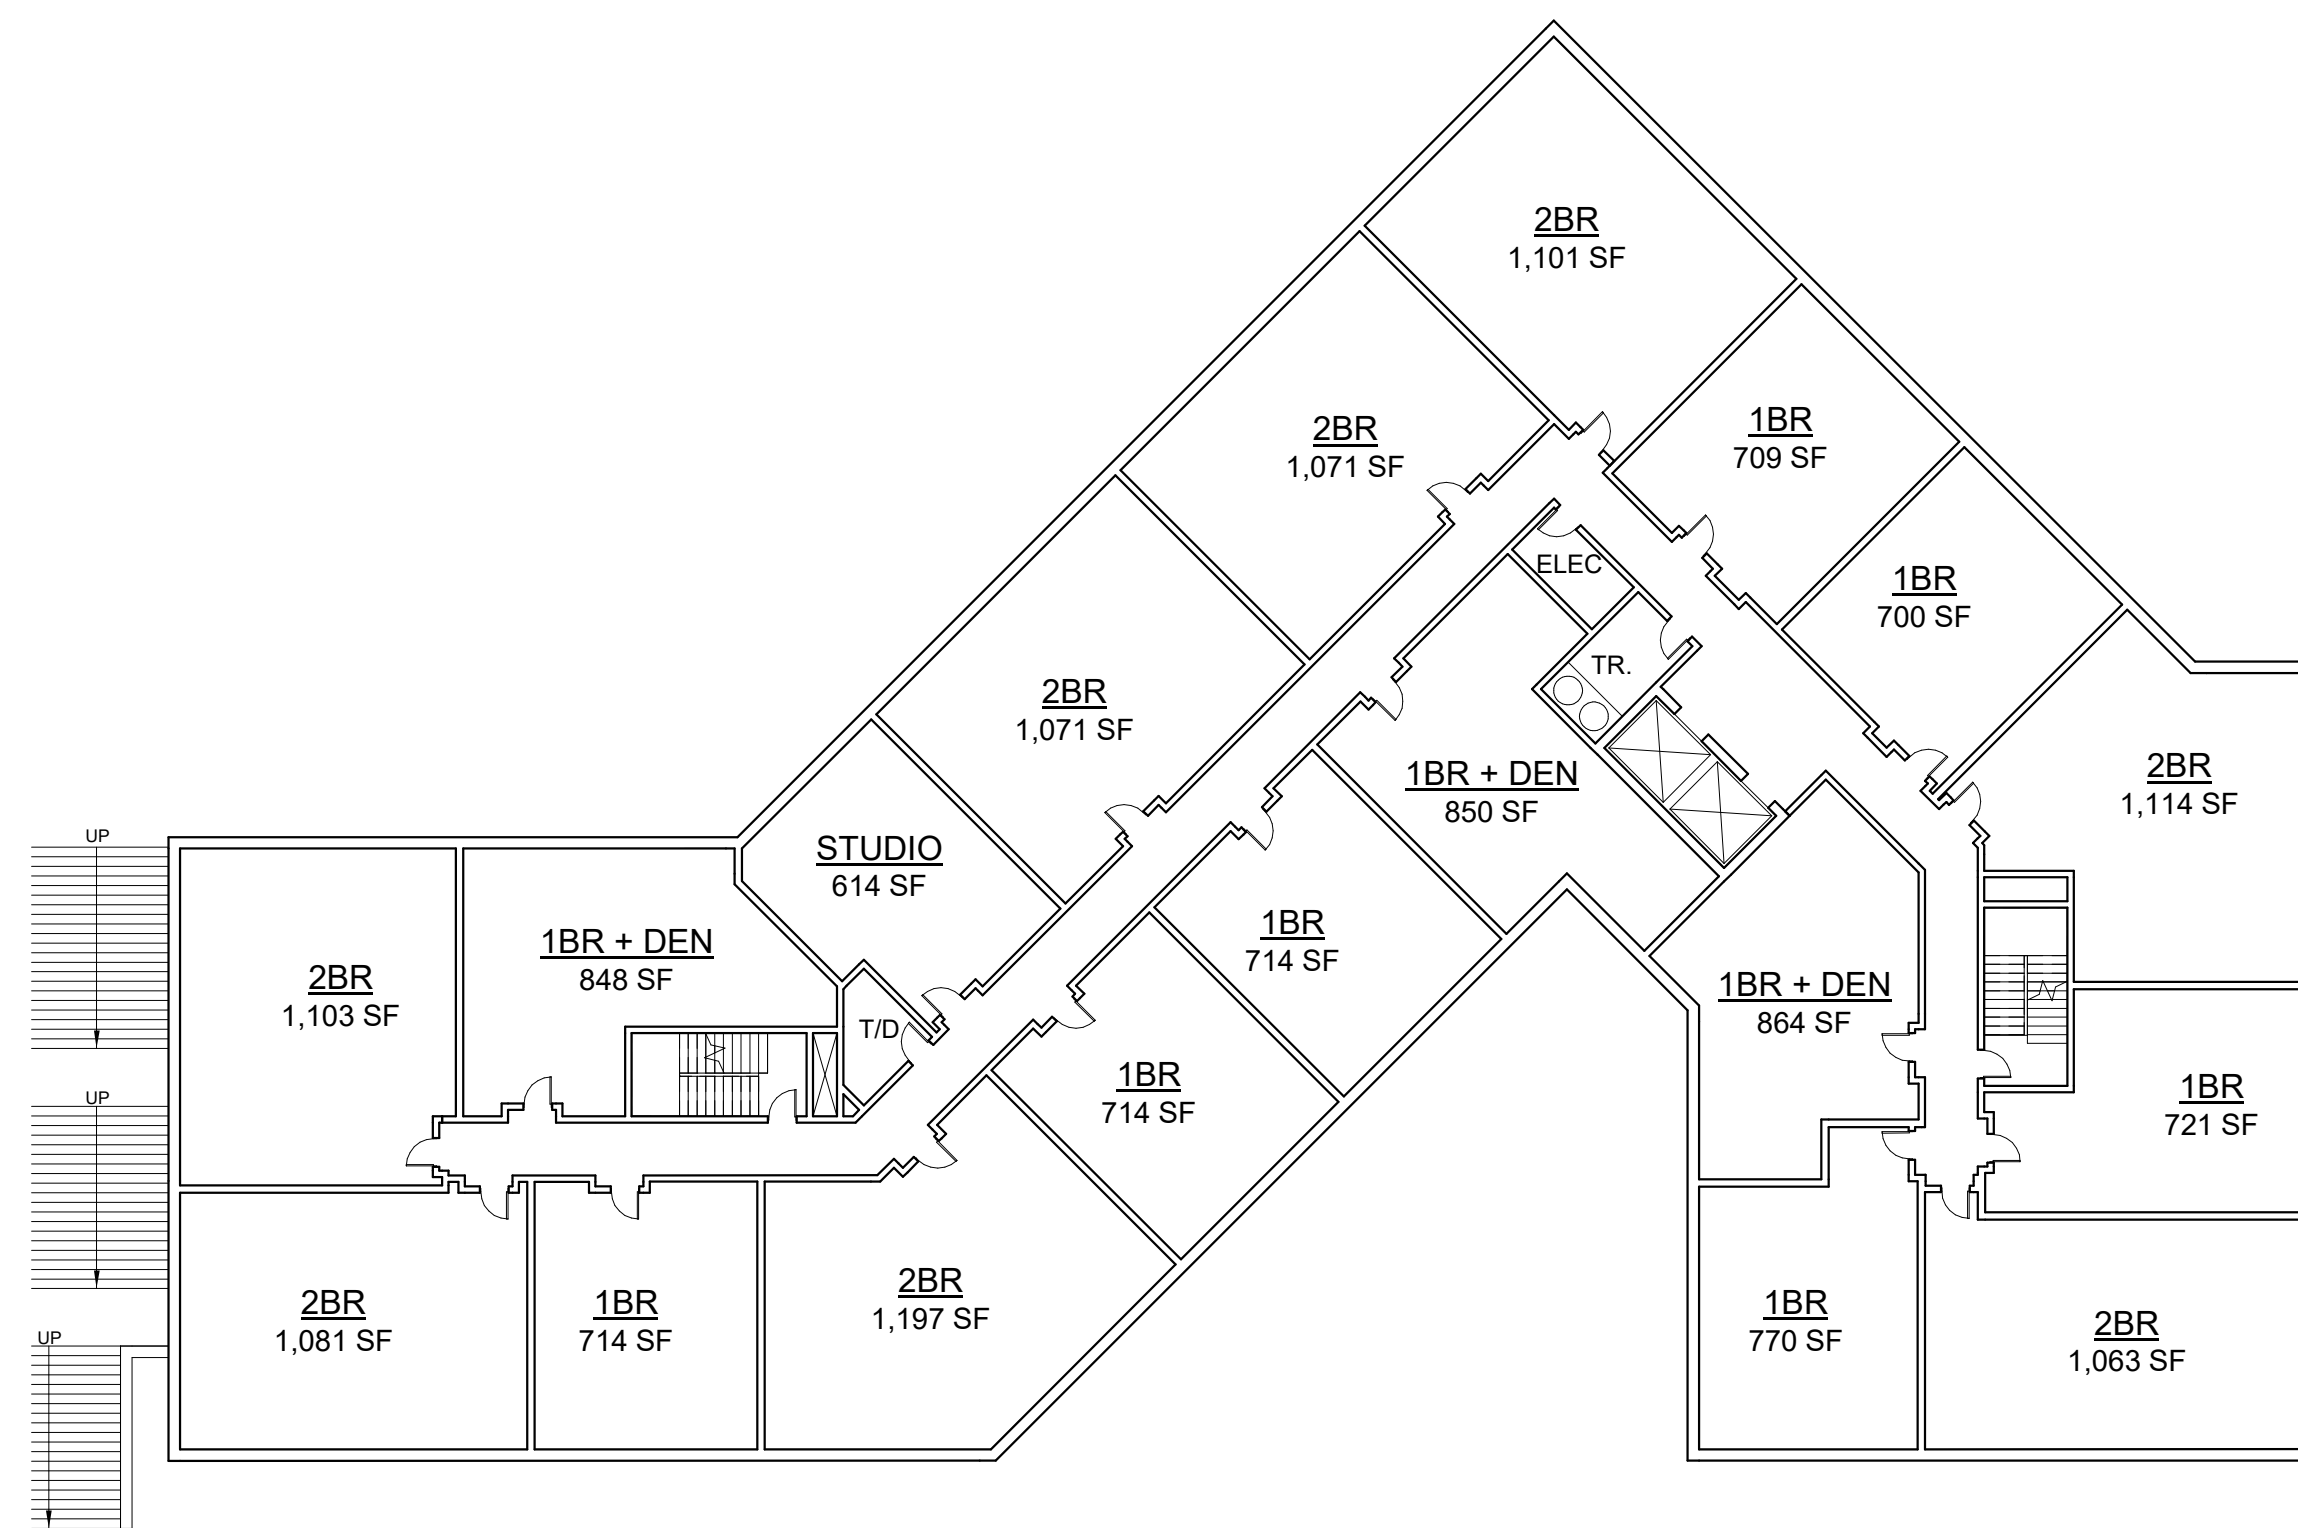 2BR
1,101 SF
2BR
1,071 SF
1BR
709 SF
ELEC
1BR
700 SF
TR.
2BR
1,071 SF
1BR + DEN
850 SF
2BR
1,114 SF
UP
STUDIO
614 SF
1BR
714 SF
1BR + DEN
848 SF
2BR
1,103 SF
T/D
1BR + DEN
864 SF
UP
1BR
714 SF
1BR
721 SF
2BR
1,197 SF
2BR
1,081 SF
1BR
714 SF
1BR
770 SF
2BR
1,063 SF
UP